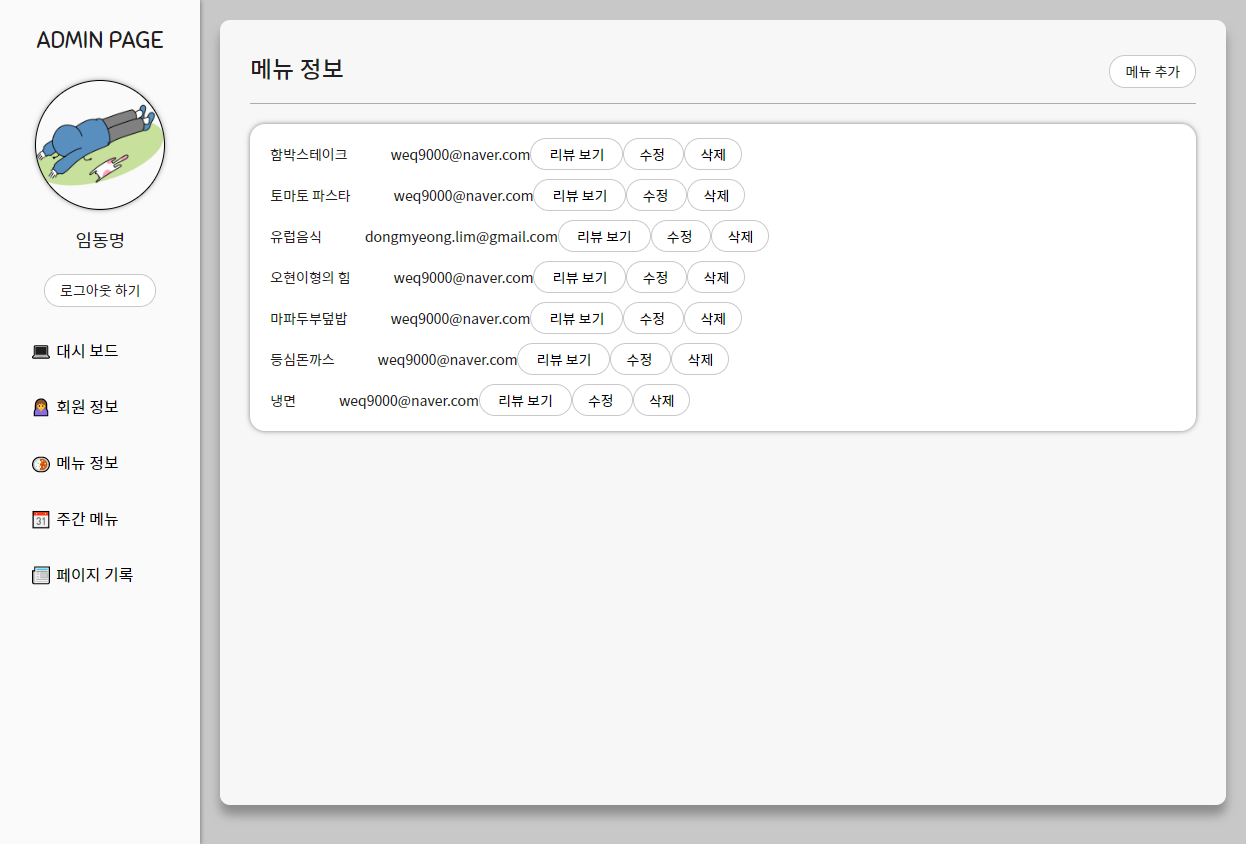 ADMIN PAGE
임동명
로그아웃 하기
대시 보드
회원 정보
메뉴 정보
주간 메뉴
페이지 기록
메뉴 정보 메뉴 추가
함박스테이크 weq9000@naver.com 리뷰 보기 수정 삭제
토마토 파스타 weq9000@naver.com 리뷰 보기 수정 삭제
유럽음식 dongmyeong.lim@gmail.com 리뷰 보기 수정 삭제
오현이형의 힘 weq9000@naver.com 리뷰 보기 수정 삭제
마파두부덮밥 weq9000@naver.com 리뷰 보기 수정 삭제
등심돈까스 weq9000@naver.com 리뷰 보기 수정 삭제
냉면 weq9000@naver.com 리뷰 보기 수정 삭제